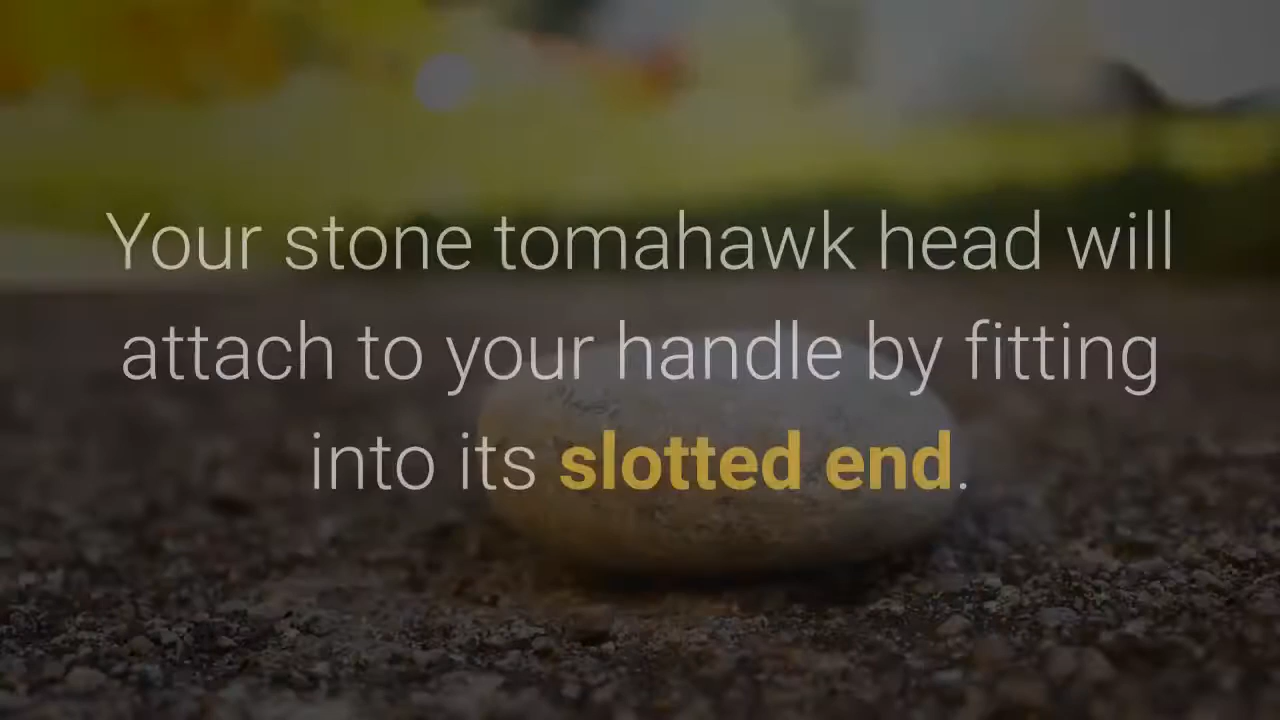 Your stone tomahawk head will
attach to your handle by fitting
into its slotted end.